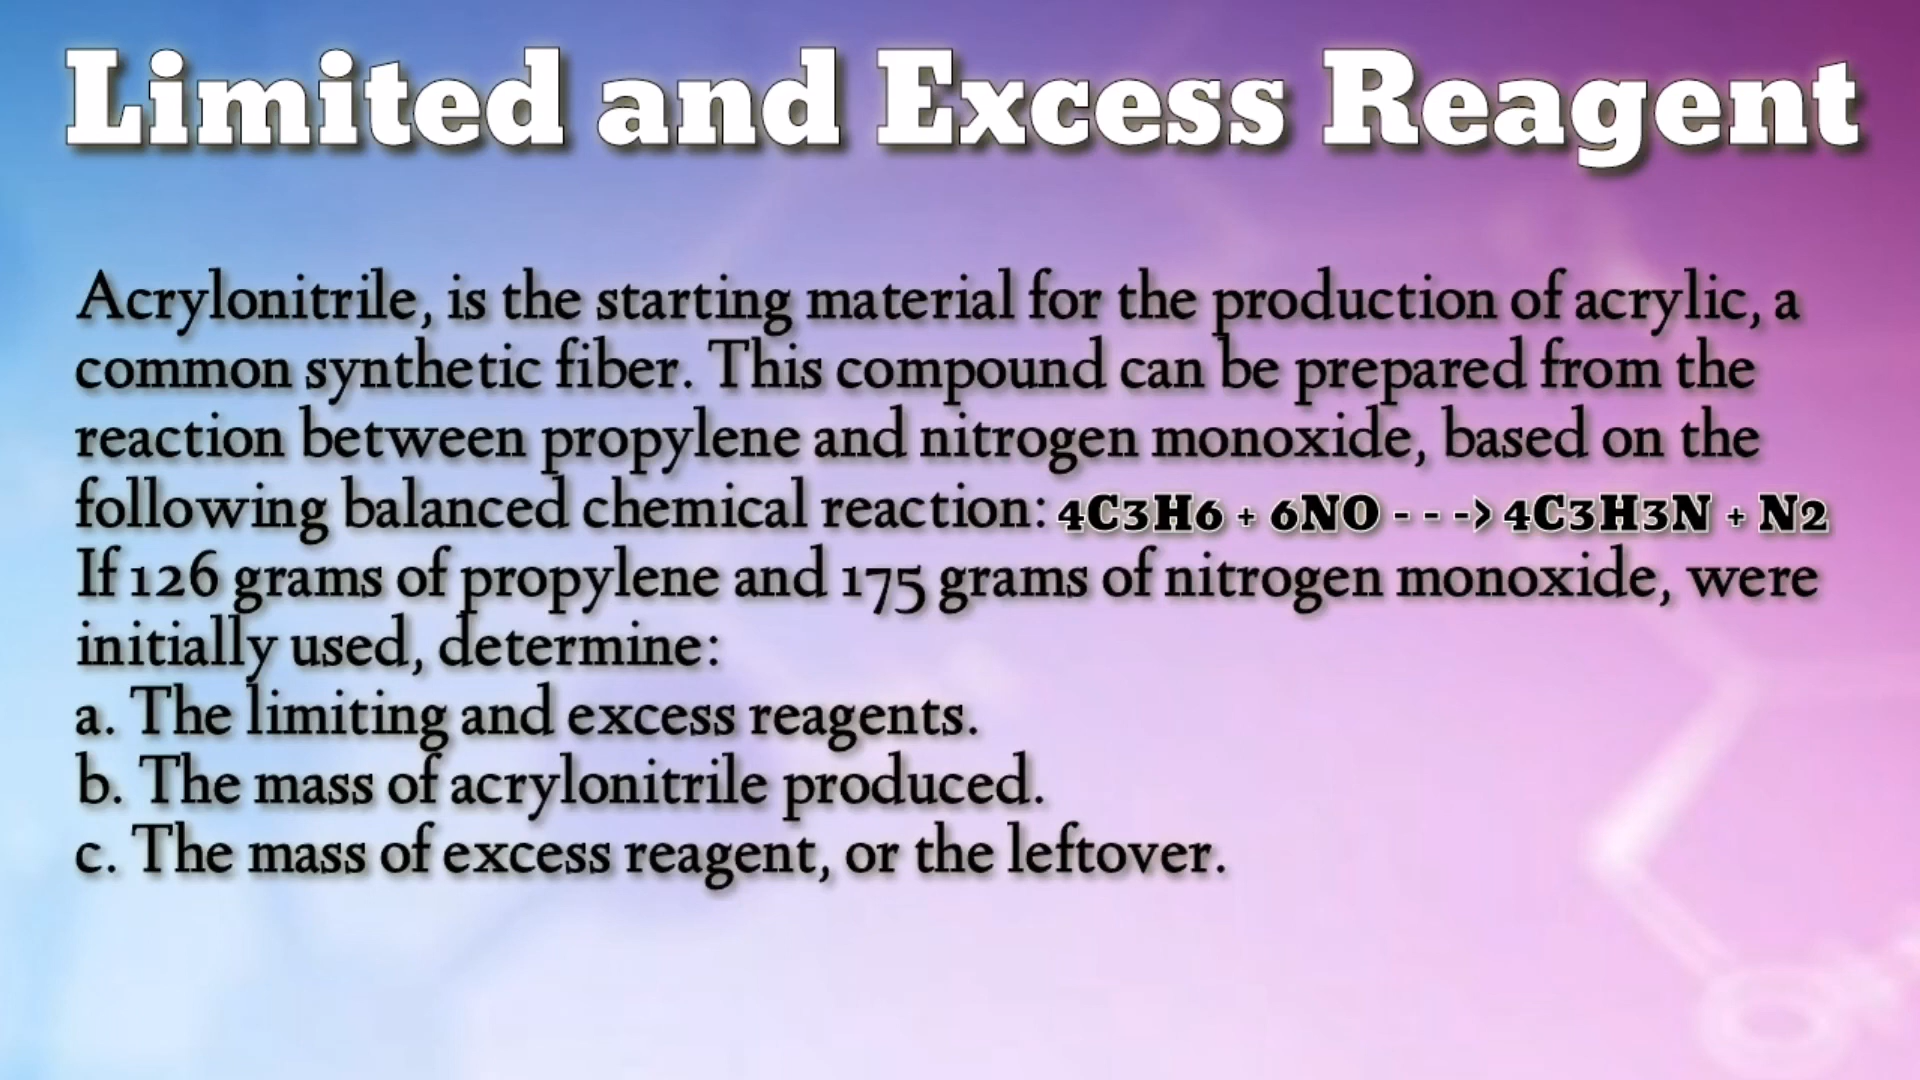 Limited and Excess Reagent
Acrylonitrile, is the starting material for the production of acrylic, a
common synthetic fiber. This compound can be prepared from the
reaction between propylene and nitrogen monoxide, based on the
following balanced chemical reaction: 4C3H6 + 6NO - - -> 4C3H3N + N2
If 126 grams of propylene and 175 grams of nitrogen monoxide, were
initially used, determine:
a. The limiting and excess reagents.
b. The mass of acrylonitrile produced.
c. The mass of excess reagent, or the leftover.